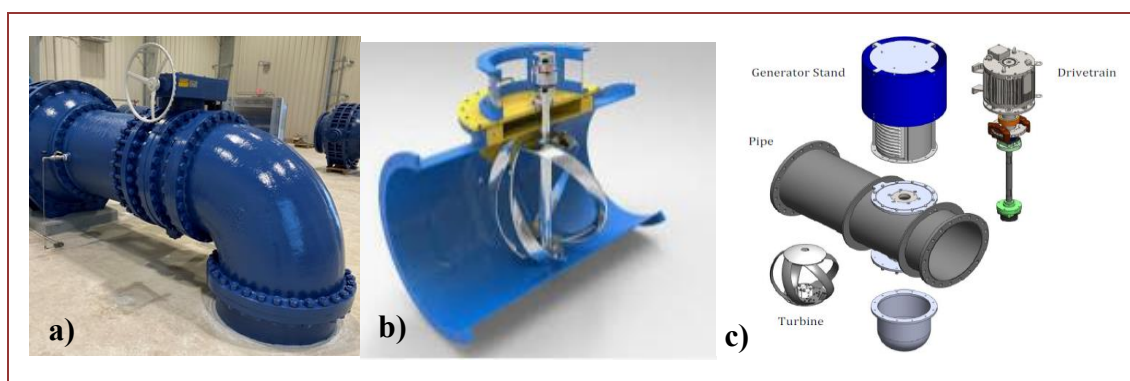 Generator Stand
Drivetrain
Pipe
Turbine
a)
b)
c)